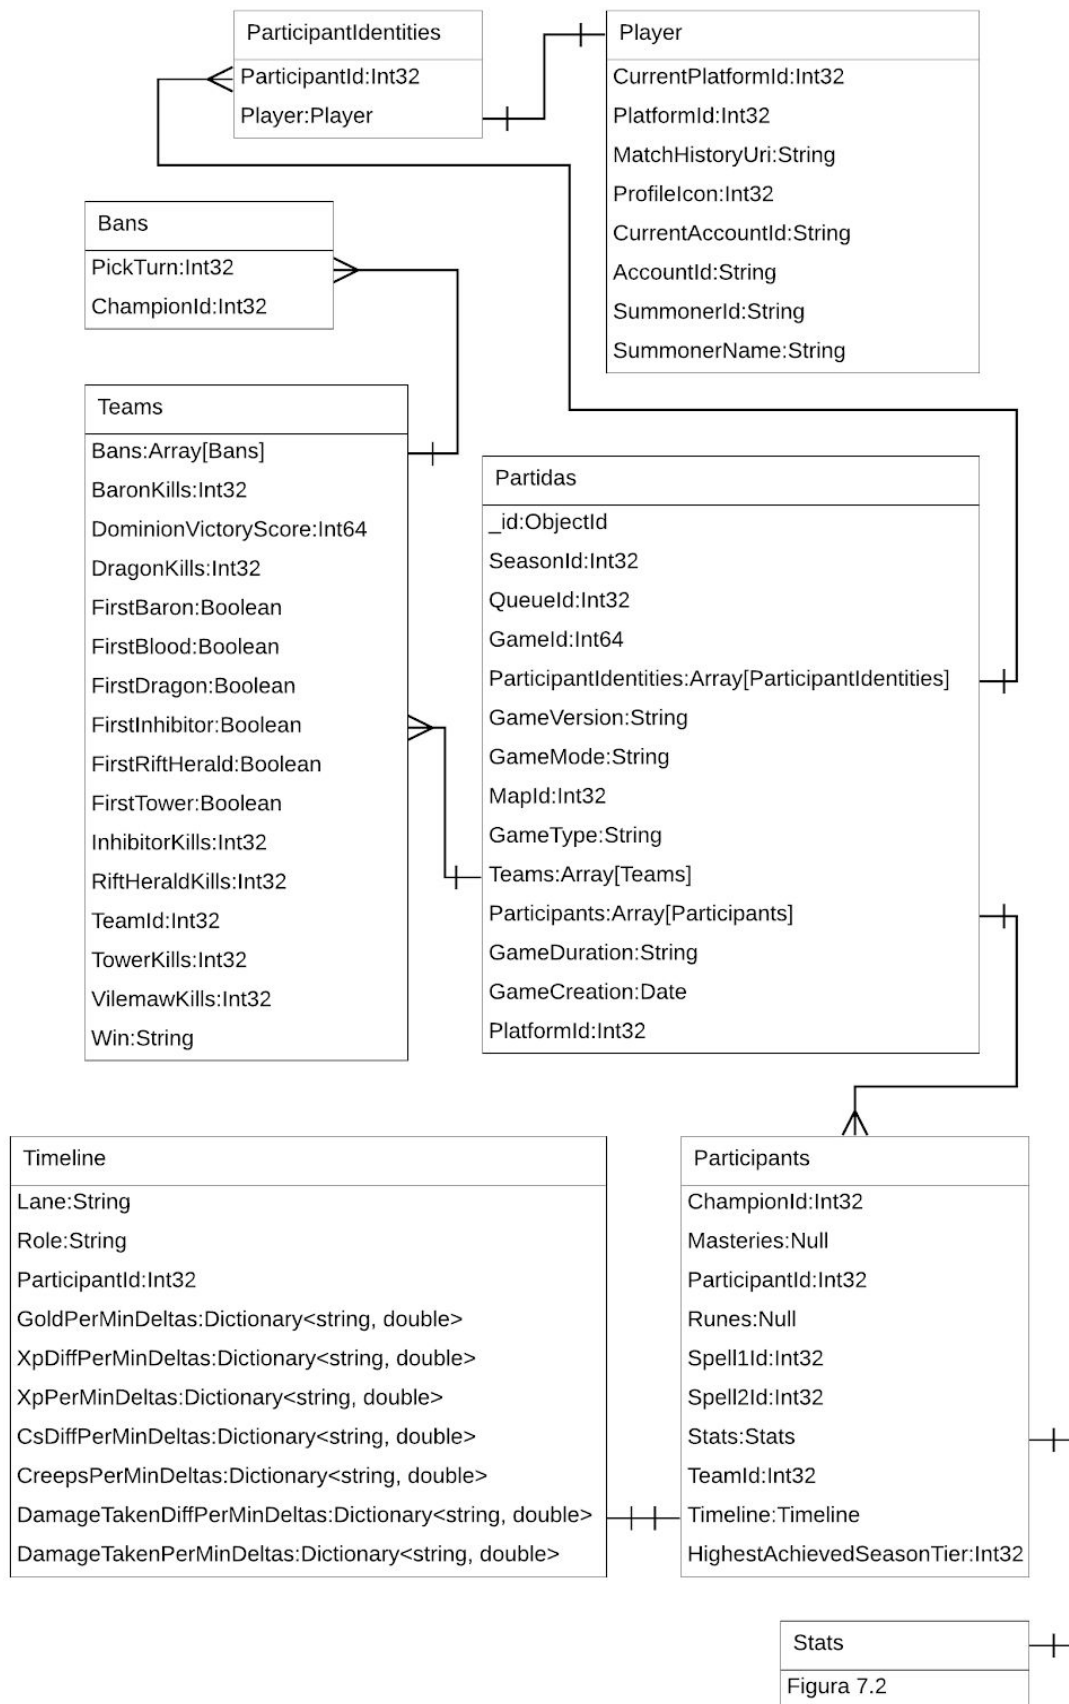 ParticipantIdentities
ParticipantId:Int32
Player:Player
Player
CurrentPlatformId:Int32
PlatformId:Int32
MatchHistoryUri:String
ProfileIcon:Int32
CurrentAccountId:String
AccountId:String
SummonerId:String
SummonerName:String
Bans
PickTurn:Int32
ChampionId:Int32
Teams
Bans:Array[Bans]
BaronKills:Int32
DominionVictoryScore:Int64
DragonKills:Int32
FirstBaron:Boolean
FirstBlood:Boolean
FirstDragon:Boolean
FirstInhibitor:Boolean
FirstRiftHerald:Boolean
FirstTower:Boolean
InhibitorKills:Int32
RiftHeraldKills:Int32
TeamId:Int32
TowerKills:Int32
VilemawKills:Int32
Win:String
Partidas
_id:ObjectId
SeasonId:Int32
QueueId:Int32
GameId:Int64
ParticipantIdentities:Array[ParticipantIdentities]
GameVersion:String
GameMode:String
MapId:Int32
GameType:String
Teams:Array[Teams]
Participants:Array[Participants]
GameDuration:String
GameCreation:Date
PlatformId:Int32
Timeline
Lane:String
Role:String
ParticipantId:Int32
GoldPerMinDeltas:Dictionary<string, double>
XpDiffPerMinDeltas:Dictionary<string, double>
XpPerMinDeltas:Dictionary<string, double>
CsDiffPerMinDeltas:Dictionary<string, double>
CreepsPerMinDeltas:Dictionary<string, double>
DamageTakenDiffPerMinDeltas:Dictionary<string, double>
DamageTakenPerMinDeltas:Dictionary<string, double>
Participants
ChampionId:Int32
Masteries:Null
ParticipantId:Int32
Runes:Null
Spell1Id:Int32
Spell2Id:Int32
Stats:Stats
TeamId:Int32
Timeline:Timeline
HighestAchievedSeasonTier:Int32
Stats
Figura 7.2